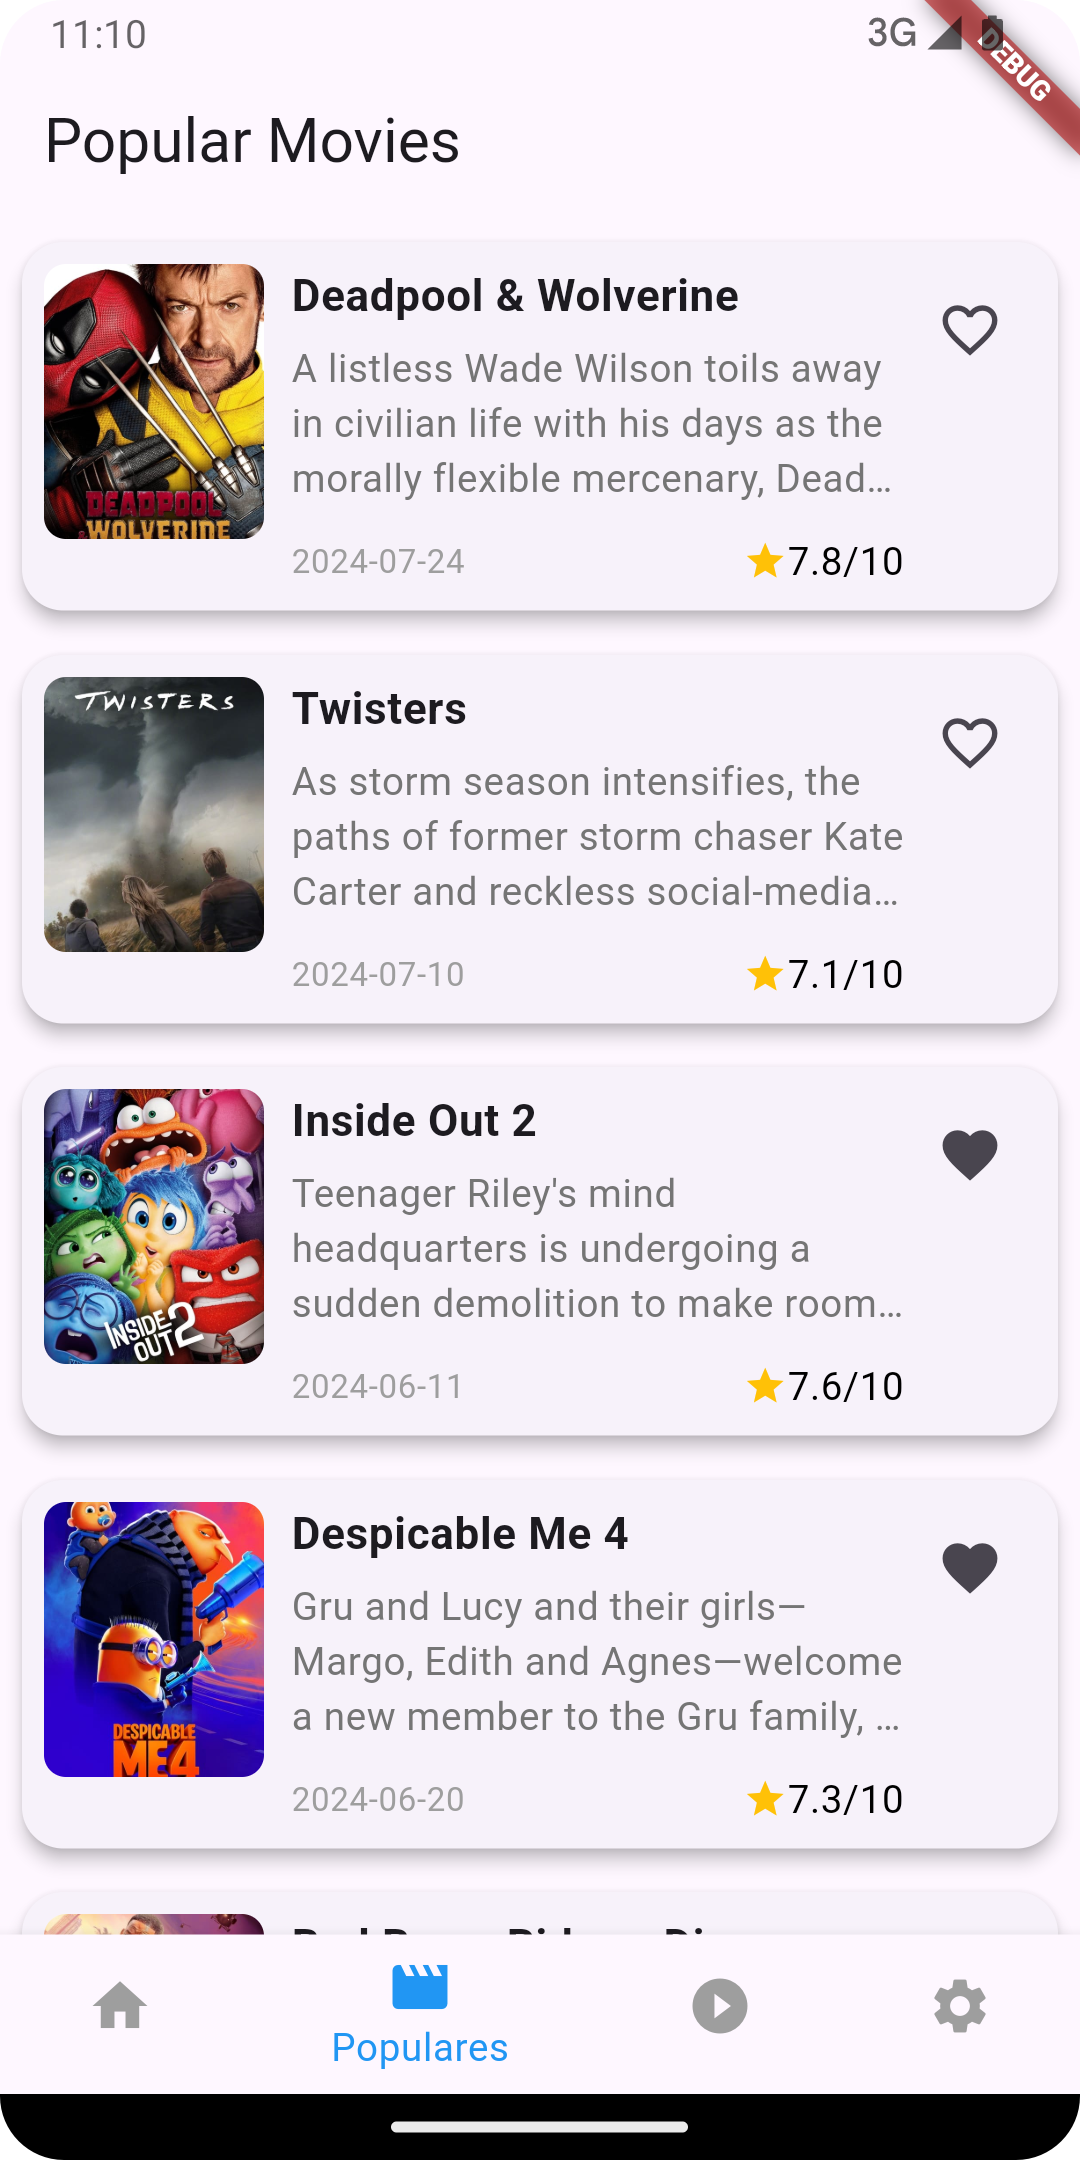 11:10
3G
DEBUG
Popular Movies
DEADPOOL
WOLVERINE
Deadpool & Wolverine
A listless Wade Wilson toils away
in civilian life with his days as the
morally flexible mercenary, Dead…
2024-07-24
7.8/10
TWISTERS
Twisters
As storm season intensifies, the
paths of former storm chaser Kate
Carter and reckless social-media…
2024-07-10
7.1/10
INSIDE
OUT 2
Inside Out 2
Teenager Riley's mind
headquarters is undergoing a
sudden demolition to make room…
2024-06-11
7.6/10
DESPICABLE
ME4
Despicable Me 4
Gru and Lucy and their girls—
Margo, Edith and Agnes—welcome
a new member to the Gru family, …
2024-06-20
7.3/10
Populares